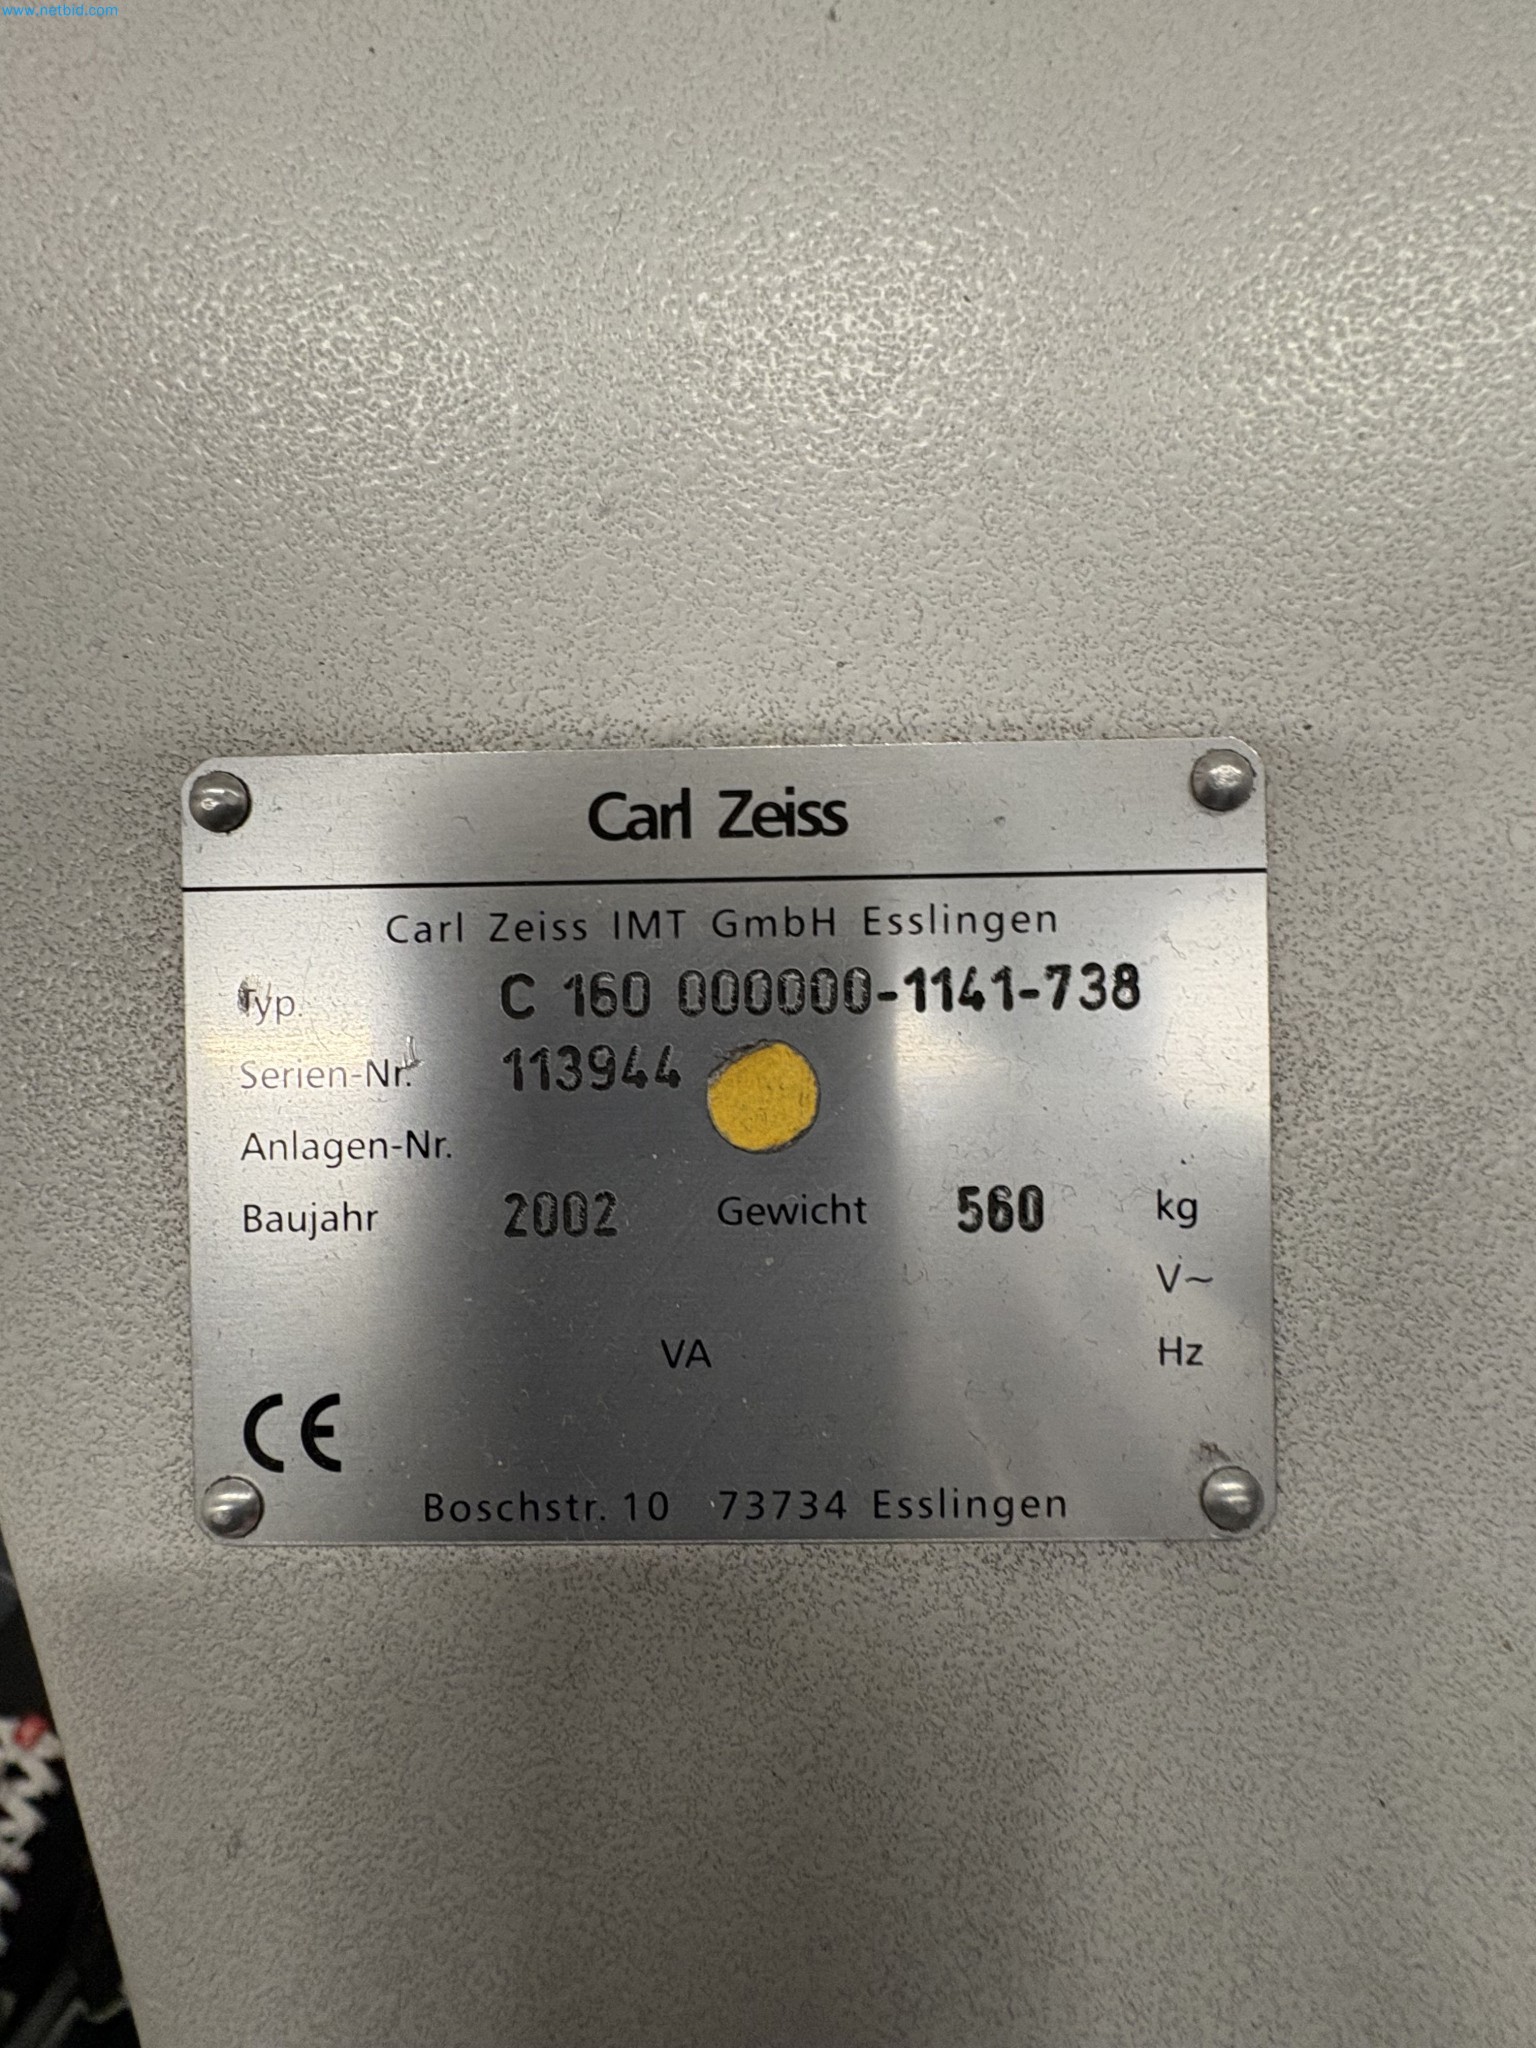 www.netbid.com
Carl Zeiss
Carl Zeiss IMT GmbH Esslingen
Typ. C 160 000000-1141-738
Serien-Nr. 113944
Anlagen-Nr.
Baujahr 2002 Gewicht 560 kg
V~
VA Hz
CE
Boschstr. 10 73734 Esslingen